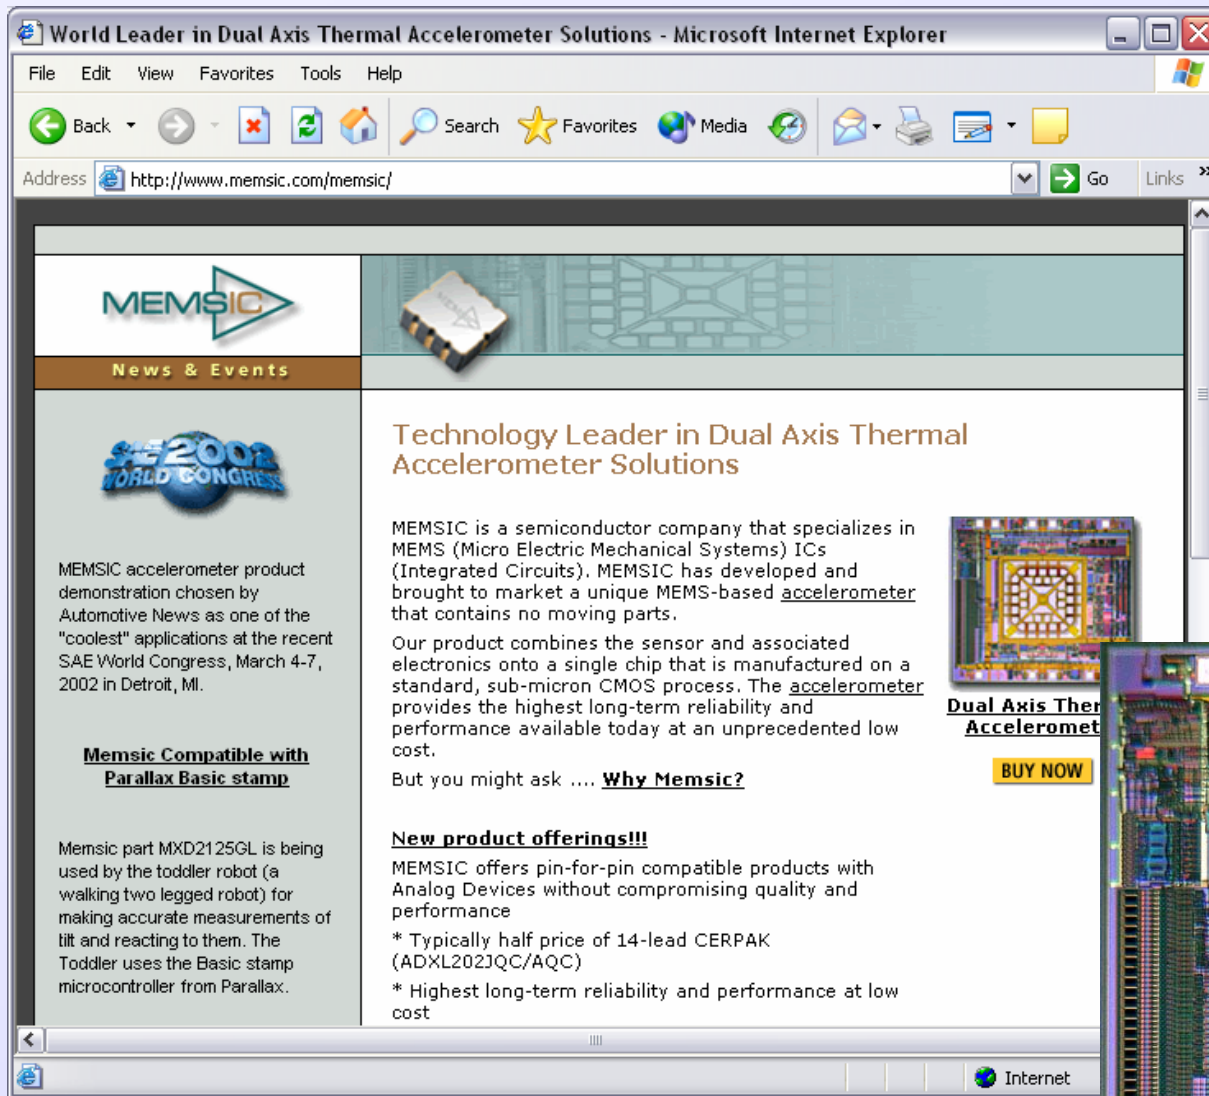 World Leader in Dual Axis Thermal Accelerometer Solutions - Microsoft Internet Explorer
File Edit View Favorites Tools Help
Back Search Favorites Media
Address http://www.memsic.com/memsic/ Go Links »
MEMSIC
MEMSIC
News & Events
SAE 2002
WORLD CONGRESS
MEMSIC accelerometer product
demonstration chosen by
Automotive News as one of the
"coolest" applications at the recent
SAE World Congress, March 4-7,
2002 in Detroit, MI.
Memsic Compatible with
Parallax Basic stamp
Memsic part MXD2125GL is being
used by the toddler robot (a
walking two legged robot) for
making accurate measurements of
tilt and reacting to them. The
Toddler uses the Basic stamp
microcontroller from Parallax.
Technology Leader in Dual Axis Thermal
Accelerometer Solutions
MEMSIC is a semiconductor company that specializes in
MEMS (Micro Electric Mechanical Systems) ICs
(Integrated Circuits). MEMSIC has developed and
brought to market a unique MEMS-based accelerometer
that contains no moving parts.
Our product combines the sensor and associated
electronics onto a single chip that is manufactured on a
standard, sub-micron CMOS process. The accelerometer
provides the highest long-term reliability and
performance available today at an unprecedented low
cost.
But you might ask .... Why Memsic?
New product offerings!!!
MEMSIC offers pin-for-pin compatible products with
Analog Devices without compromising quality and
performance
* Typically half price of 14-lead CERPAK
(ADXL202JQC/AQC)
* Highest long-term reliability and performance at low
cost
Dual Axis Ther
Acceleromet
BUY NOW
Internet